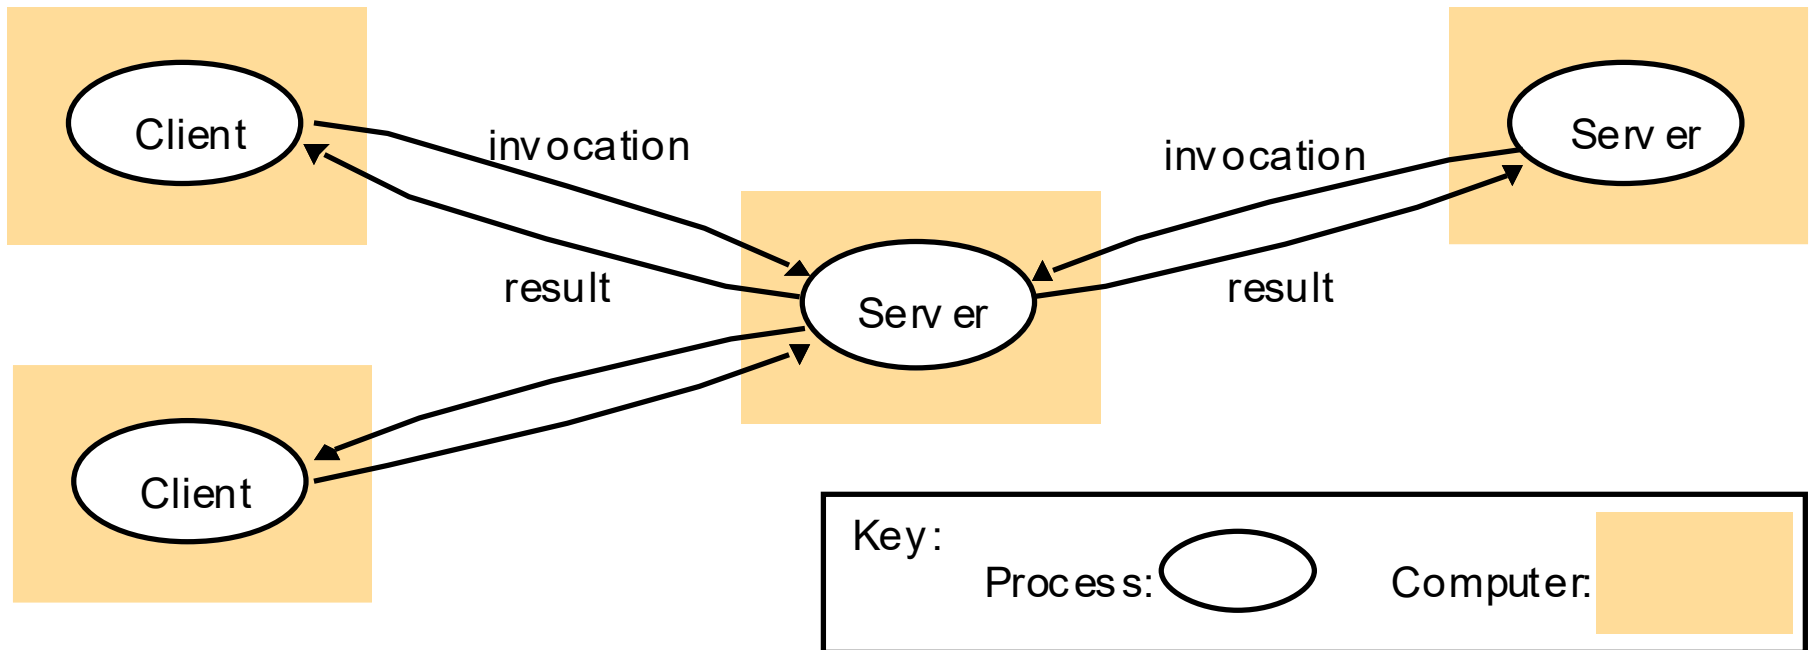 Client
invocation
result
Server
invocation
result
Server
Client
Key:
Process:
Computer: